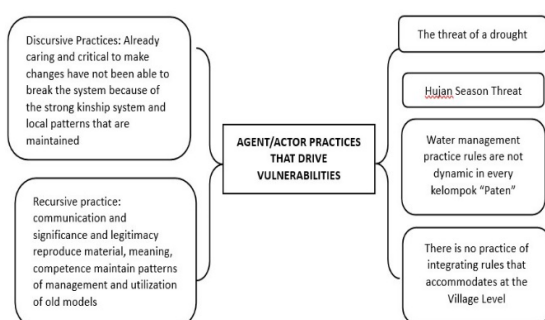 Discursive Practices: Already
caring and critical to make
changes have not been able to
break the system because of
the strong kinship system and
local patterns that are
maintained
Recursive practice:
communication and
significance and legitimacy
reproduce material, meaning,
competence maintain patterns
of management and utilization
of old models
AGENT/ACTOR PRACTICES
THAT DRIVE
VULNERABILITIES
The threat of a drought
Hujan Season Threat
Water management
practice rules are not
dynamic in every
kelompok “Paten”
There is no practice of
integrating rules that
accommodates at the
Village Level